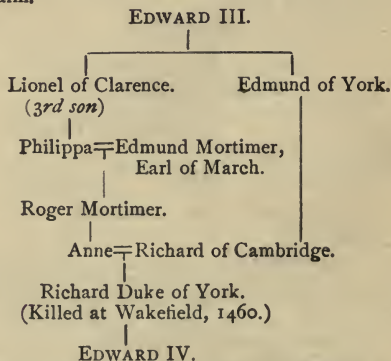 EDWARD III.
Lionel of Clarence. Edmund of York.
(3rd son)
Philippa Edmund Mortimer,
Earl of March.
Roger Mortimer.
Anne Richard of Cambridge.
Richard Duke of York.
(Killed at Wakefield, 1460.)
EDWARD IV.